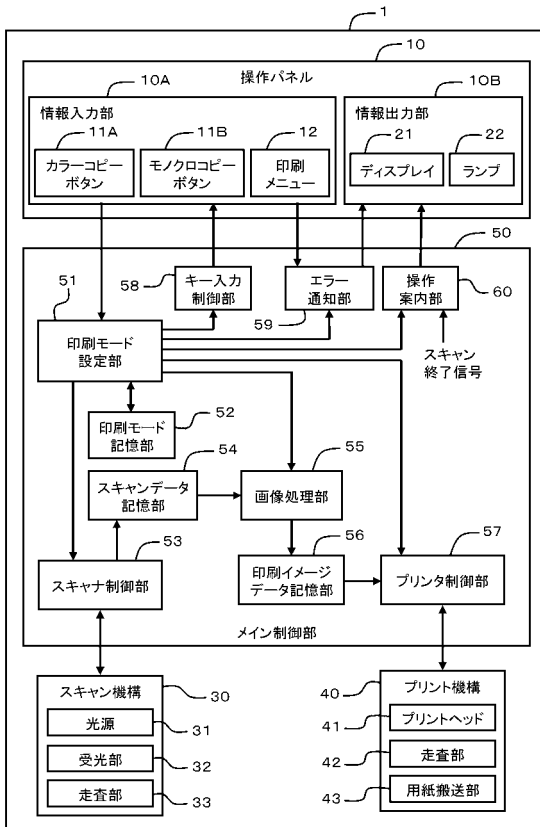 1
10
操作パネル
10A
10B
情報入力部
情報出力部
11A
11B
12
21
22
カラーコピー
ボタン
モノクロコピー
ボタン
印刷
メニュー
ディスプレイ
ランプ
50
51
58
キー入力
制御部
エラー
通知部
59
操作
案内部
60
印刷モード
設定部
スキャン
終了信号
印刷モード
記憶部
52
54
スキャンデータ
記憶部
55
画像処理部
53
スキャナ制御部
56
印刷イメージ
データ記憶部
57
プリンタ制御部
メイン制御部
スキャン機構
30
光源
31
受光部
32
走査部
33
40
プリント機構
41
プリントヘッド
42
走査部
43
用紙搬送部